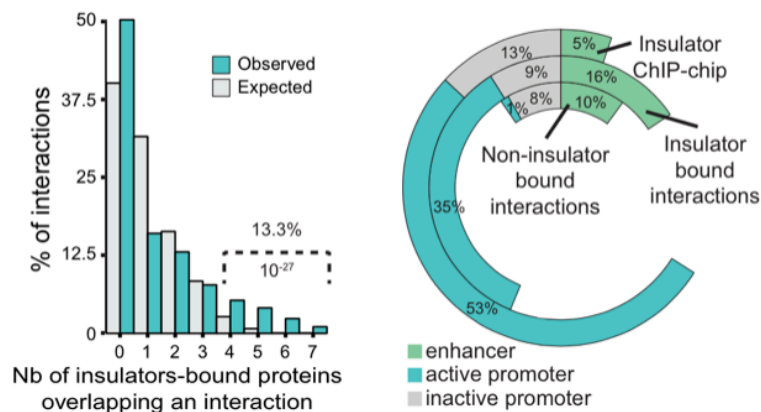 50
37.5
25
12.5
0
% of interactions
Observed
Expected
13.3%
10-27
0 1 2 3 4 5 6 7
Nb of insulators-bound proteins
overlapping an interaction
13%
5%
9%
16%
1%
8%
10%
35%
53%
Insulator
ChIP-chip
Non-insulator
bound
interactions
Insulator
bound
interactions
enhancer
active promoter
inactive promoter